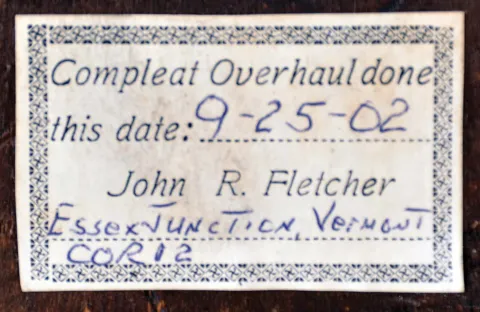 Compleat Overhaul done
this date: 9-25-02
John R. Fletcher
Essex Junction, Vermont
COR12